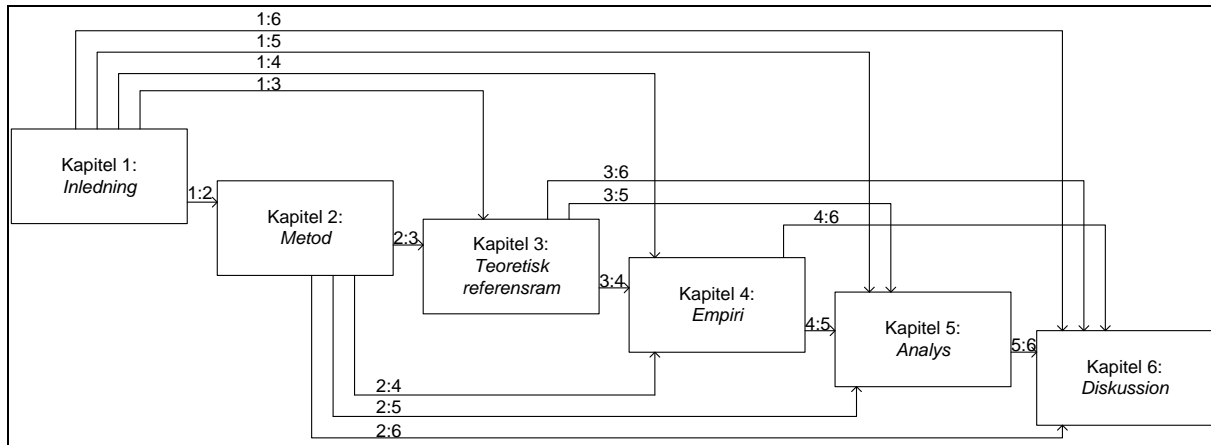 1:6
1:5
1:4
1:3
Kapitel 1:
Inledning
1:2
Kapitel 2:
Metod
2:3
3:6
3:5
Kapitel 3:
Teoretisk
referensram
3:4
4:6
Kapitel 4:
Empiri
4:5
Kapitel 5:
Analys
5:6
Kapitel 6:
Diskussion
2:4
2:5
2:6